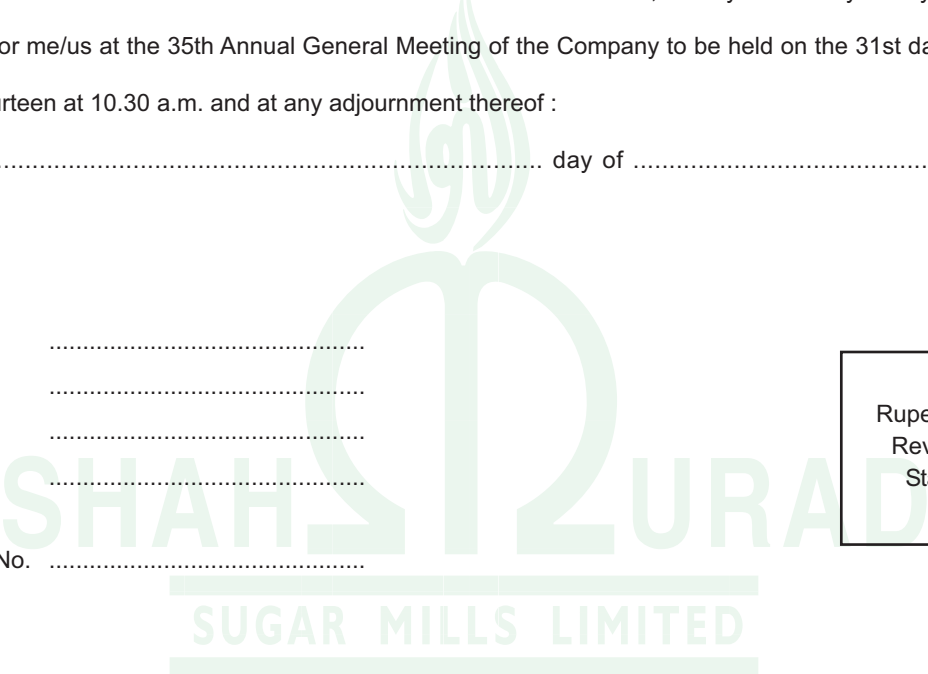 or me/us at the 35th Annual General Meeting of the Company to be held on the 31st da
rteen at 10.30 a.m. and at any adjournment thereof :
............................................................................ day of ........................................
...............................................
...............................................
...............................................
...............................................
Rupe
Rev
Sta
No. ...............................................
SHAH MURAD
SUGAR MILLS LIMITED